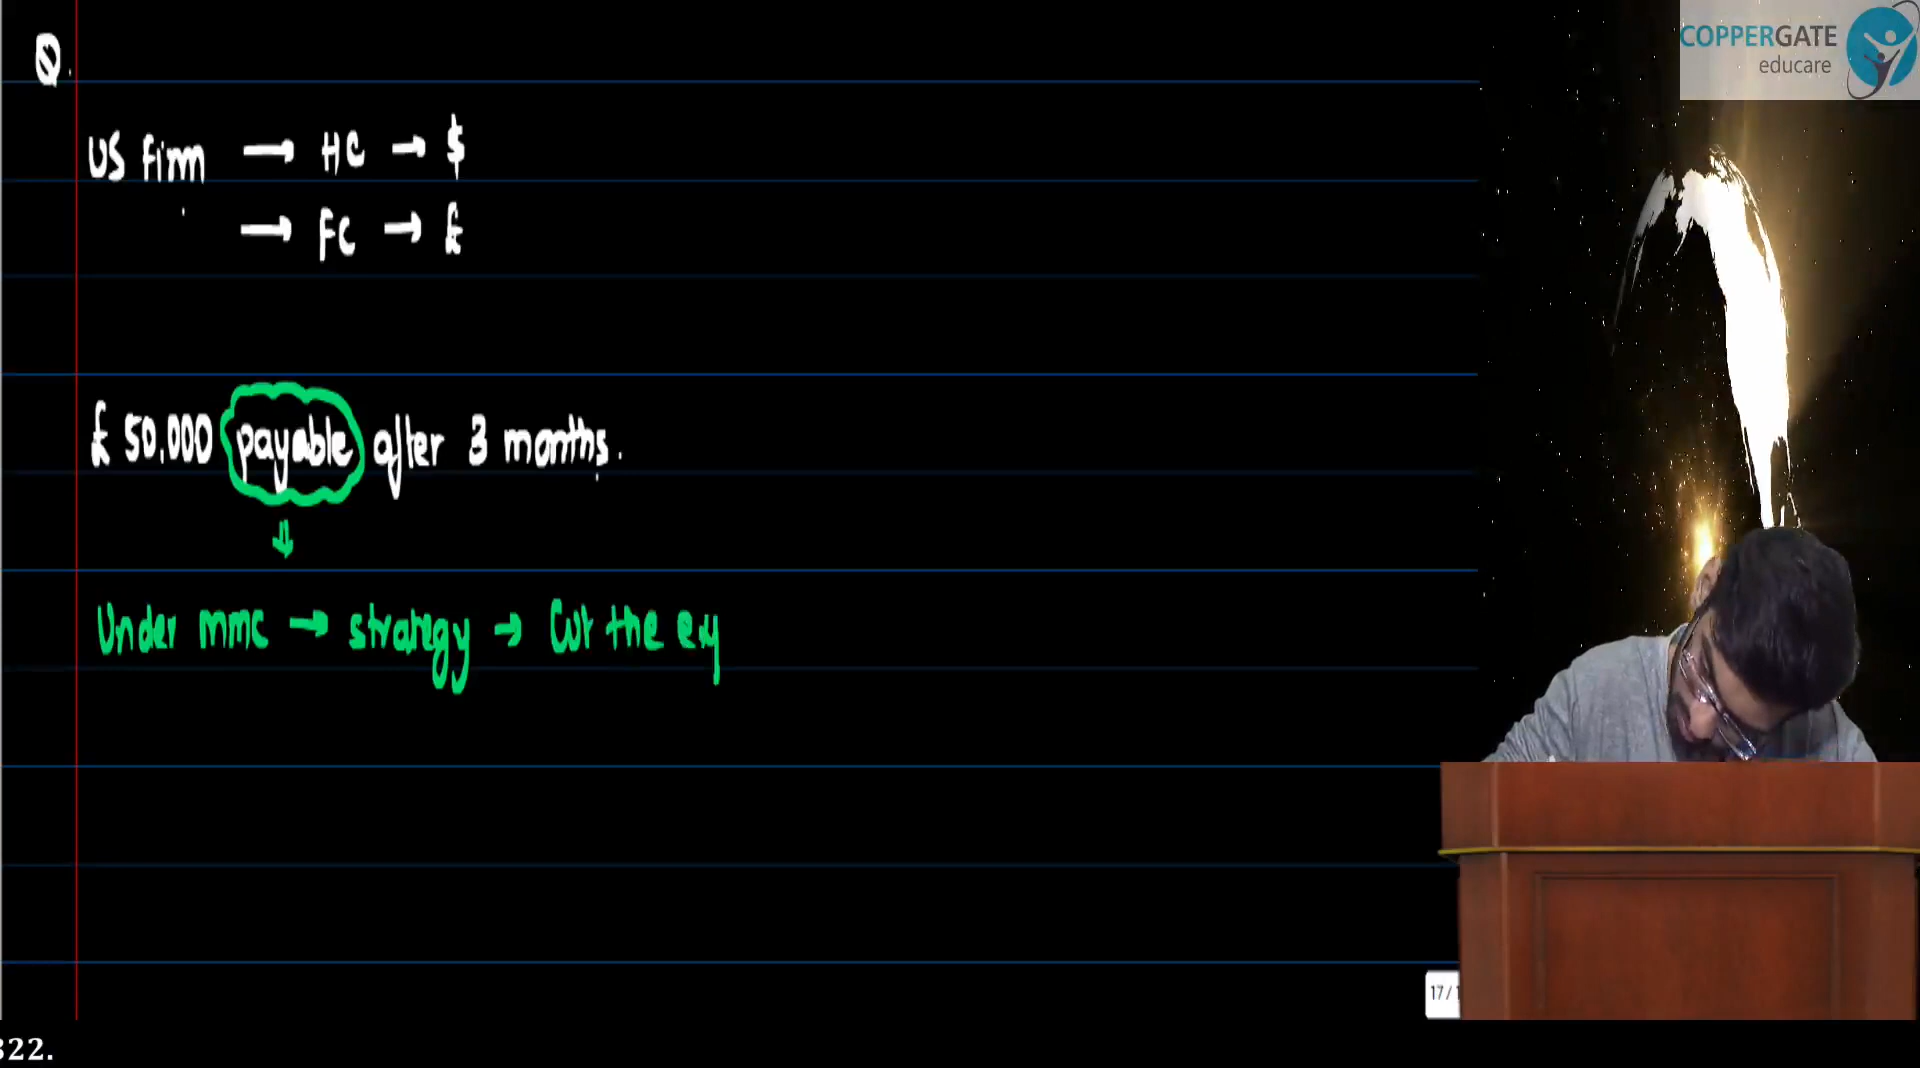 COPPERGATE
educare
Q.
US firm → HC → $
→ FC → £
£ 50,000 payable after 3 months.
Under mmc → strategy → Cut the ex
17/1
322.